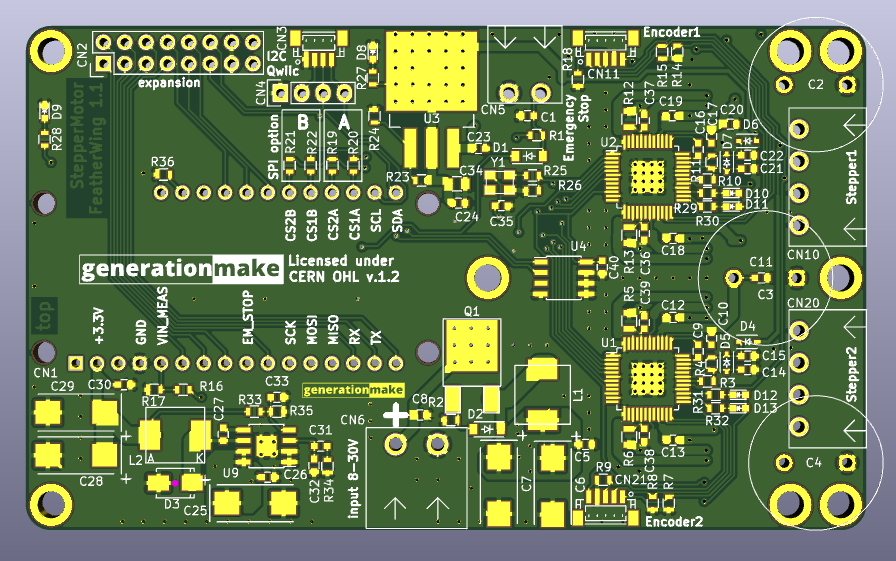 CN2
expansion
I2C
Qwiic
CN3
CN4
D8
R27
R24
U3
CN5
R18
Emergency
Stop
CN11
Encoder1
R15
R14
C2
D9
R28
StepperMotor
FeatherWing 1.1
SPI option
B
A
R21
R22
R19
R20
R36
R23
C23
D1
C1
R1
Y1
R25
R26
C34
C24
C35
R12
C37
C19
C16
C17
C20
D6
U2
R11
D7
C22
C21
R10
D10
D11
R29
R30
Stepper1
CS2B
CS1B
CS2A
CS1A
SCL
SDA
R13
C36
C18
U4
C40
C11
C3
CN10
CN20
generationmake
Licensed under
CERN OHL v.1.2
top
+3.3V
GND
VIN_MEAS
EM_STOP
SCK
MOSI
MISO
RX
TX
CN1
Q1
R5
C39
C12
U1
C9
C10
D4
R4
D5
C15
C14
R3
D12
D13
R31
R32
Stepper2
C29
C30
R17
R16
C33
R33
R35
generationmake
CN6
+
C8
R2
D2
L1
C27
L2
A
K
U9
C31
C26
C32
R34
C28
D3
C25
Input 8-30V
+
+
+
+
C7
C6
C5
R6
C38
C13
R9
CN21
R8
R7
Encoder2
C4